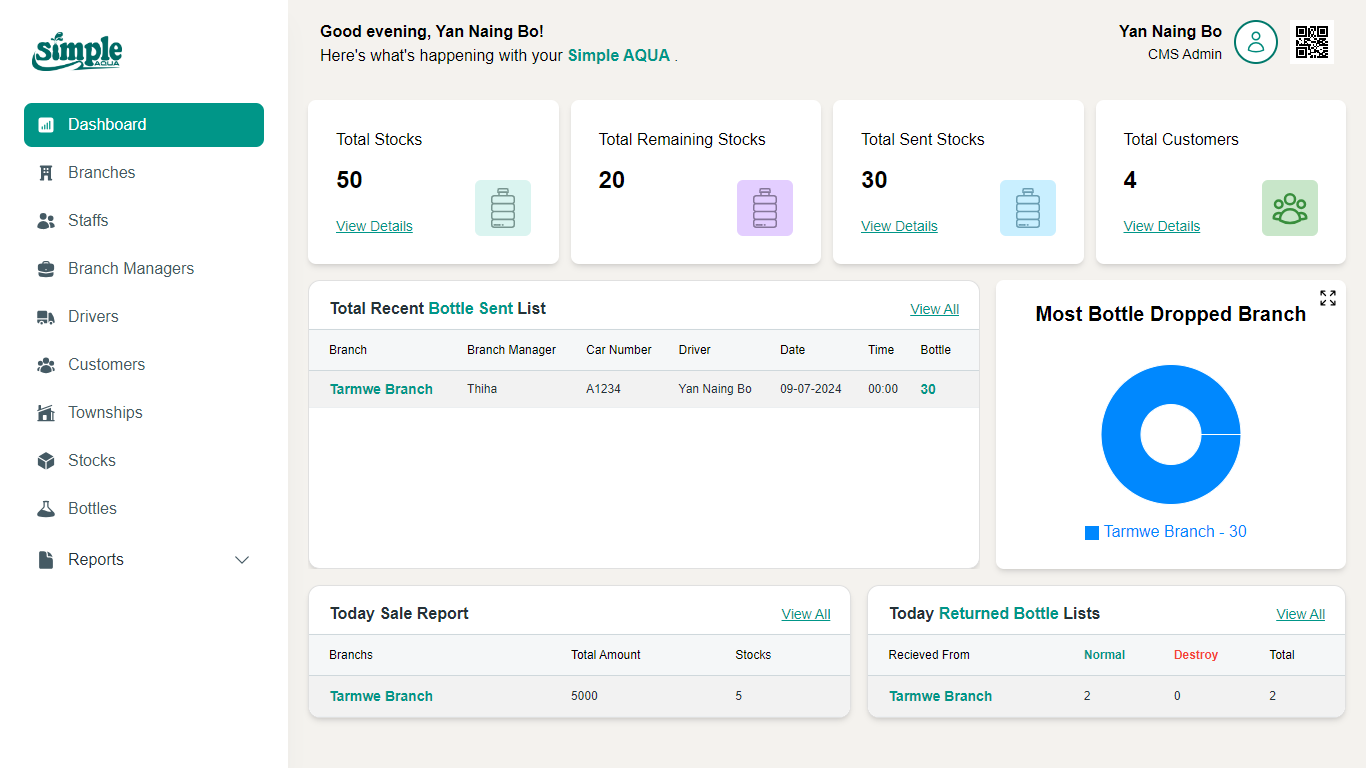 simple
AQUA
Dashboard
Branches
Staffs
Branch Managers
Drivers
Customers
Townships
Stocks
Bottles
Reports
Good evening, Yan Naing Bo!
Here's what's happening with your Simple AQUA .
Yan Naing Bo
CMS Admin
Total Stocks
50
View Details
Total Remaining Stocks
20
Total Sent Stocks
30
View Details
Total Customers
4
View Details
Total Recent Bottle Sent List View All
Branch Branch Manager Car Number Driver Date Time Bottle
Tarmwe Branch Thiha A1234 Yan Naing Bo 09-07-2024 00:00 30
Most Bottle Dropped Branch
Tarmwe Branch - 30
Today Sale Report View All
Branchs Total Amount Stocks
Tarmwe Branch 5000 5
Today Returned Bottle Lists View All
Recieved From Normal Destroy Total
Tarmwe Branch 2 0 2